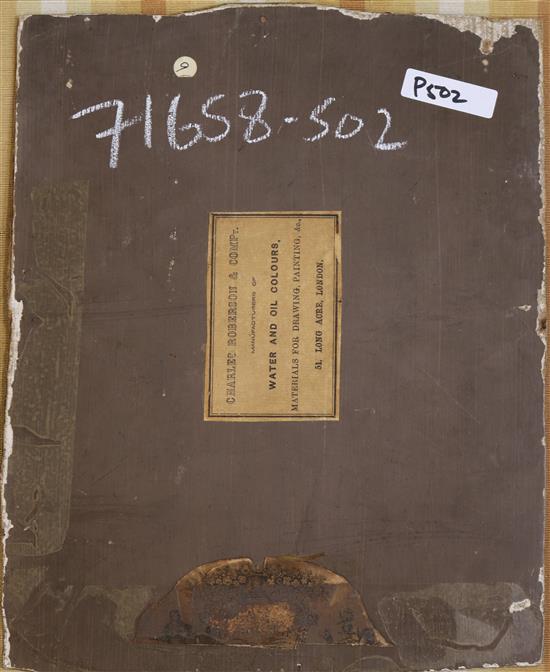 9
P502
71658-502
CHARLES ROBERSON & COMPY.
MANUFACTURERS OF
WATER AND OIL COLOURS,
MATERIALS FOR DRAWING, PAINTING, &c.,
51, LONG ACRE, LONDON.